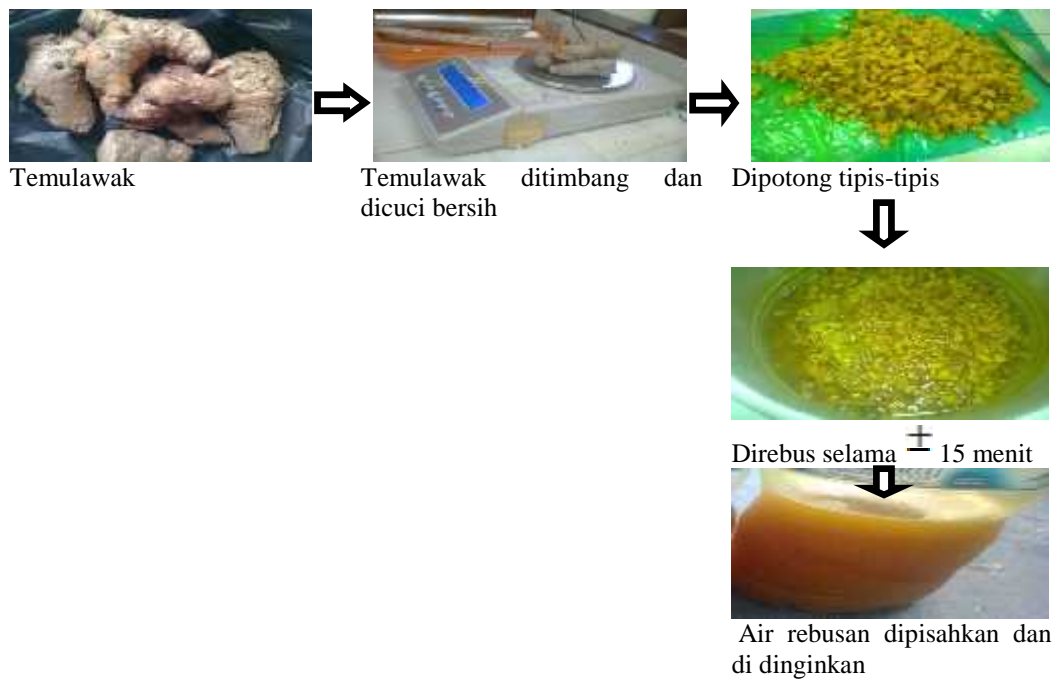 Temulawak
Temulawak ditimbang dan
dicuci bersih
Dipotong tipis-tipis
Direbus selama ± 15 menit
Air rebusan dipisahkan dan
di dinginkan